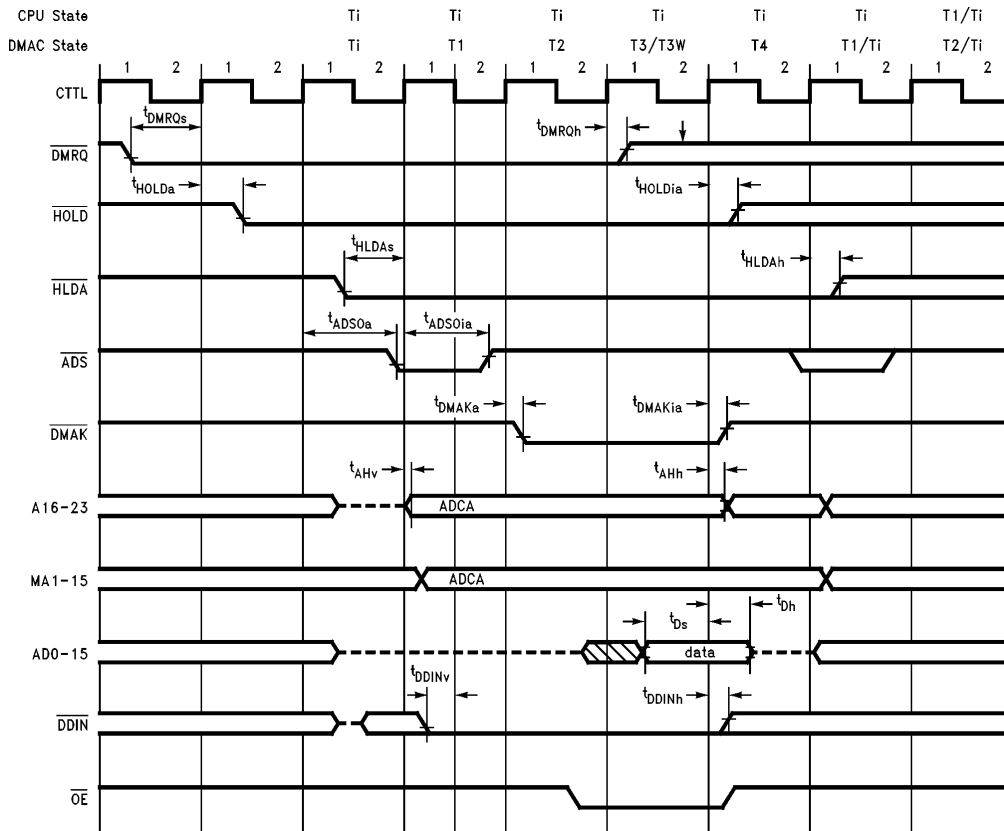 CPU State Ti Ti Ti Ti Ti Ti T1/Ti
DMAC State Ti T1 T2 T3/T3W T4 T1/Ti T2/Ti
1 2 1 2 1 2 1 2 1 2 1 2 1 2 1 2 1 2
CTTL
tDMRQs tDMRQh
DMRQ
tHOLDa tHOLDia
HOLD
tHLDAs tHLDAh
HLDA
tADSOa tADSOia
ADS
tDMAKa tDMAKia
DMAK
tAHv tAHh
A16-23 ADCA
MA1-15 ADCA
tDs tDh
AD0-15 data
tDDINv tDDINh
DDIN
OE